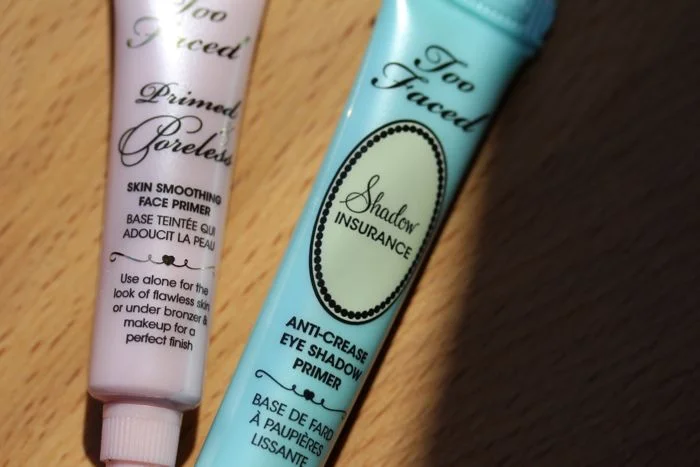 Too
Faced
Primed
& Poreless
SKIN SMOOTHING
FACE PRIMER
BASE TEINTÉE QUI
ADOUCIT LA PEAU
Use alone for the
look of flawless skin
or under bronzer &
makeup for a
perfect finish
Too
Faced
Shadow
INSURANCE
ANTI-CREASE
EYE SHADOW
PRIMER
BASE DE FARD
À PAUPIÈRES
LISSANTE